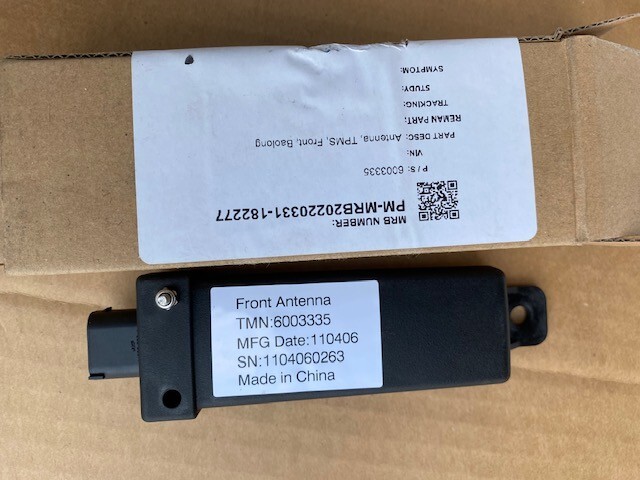 MRB NUMBER:
PM-MRB20220331-182277
P / S: 6003335
VIN:
PART DESC: Antenna, TPMS, Front, Baolong
REMAN PART:
TRACKING:
STUDY:
SYMPTOM:
Front Antenna
TMN:6003335
MFG Date:110406
SN:1104060263
Made in China